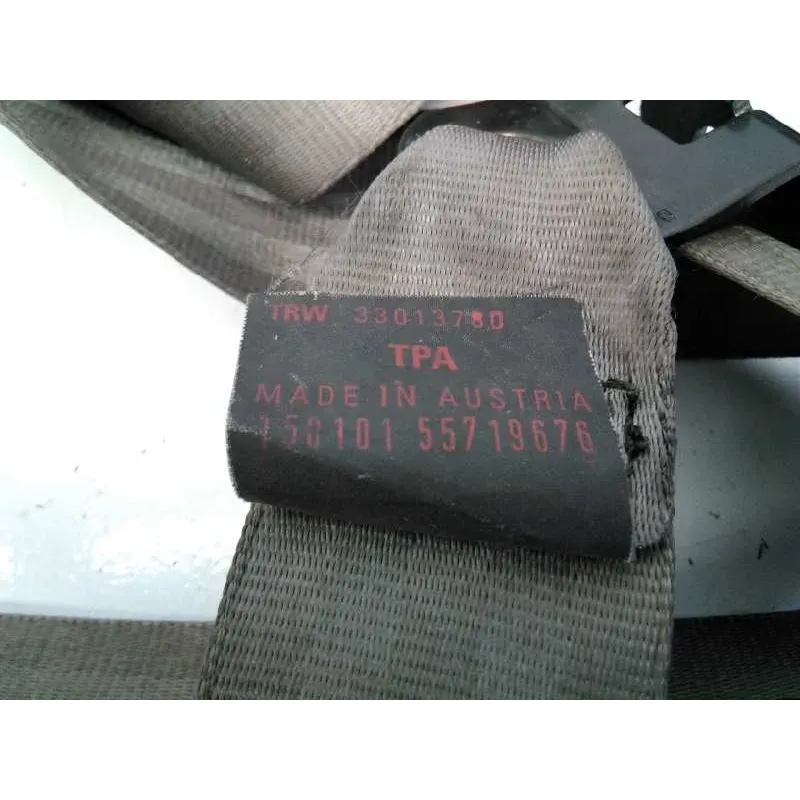 TRW 33013780
TPA
MADE IN AUSTRIA
150101 55719676